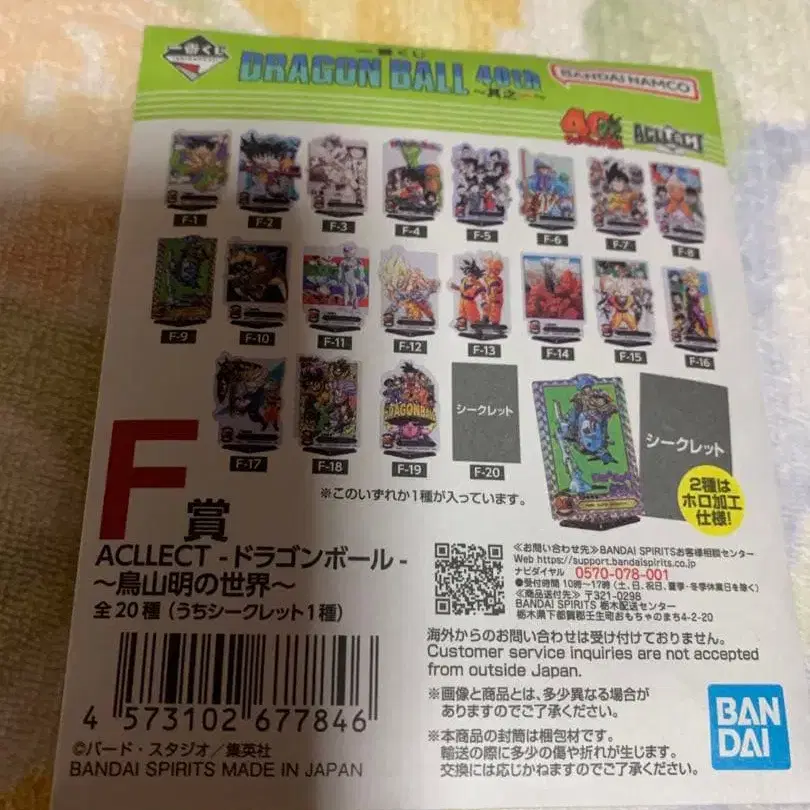 一番くじ
一番くじ
DRAGON BALL 40th
～其之一～
BANDAI NAMCO
40th
ACLLECT
F-1
F-2
F-3
F-4
F-5
F-6
F-7
F-8
F-9
F-10
F-11
F-12
F-13
F-14
F-15
F-16
F-17
F-18
F-19
シークレット
F-20
シークレット
2種は
ホロ加工
仕様!
※このいずれか1種が入っています。
F賞
ACLLECT -ドラゴンボール-
～鳥山明の世界～
全20種(うちシークレット1種)
4 573102 677846
©バード・スタジオ/集英社
BANDAI SPIRITS MADE IN JAPAN
≪お問い合わせ先≫BANDAI SPIRITSお客様相談センター
Web https://support.bandaispirits.co.jp
ナビダイヤル 0570-078-001
●受付時間 10時～17時(土、日、祝日、夏季・冬季休業日を除く)
≪商品送付先≫ 〒321-0298
BANDAI SPIRITS 栃木配送センター
栃木県下都賀郡壬生町おもちゃのまち4-2-20
海外からのお問い合わせは受け付けておりません。
Customer service inquiries are not accepted
from outside Japan.
※画像と商品とは、多少異なる場合が
ありますのでご了承ください。
※本商品の封筒は梱包材です。
輸送の際に多少の傷や折れが生じます。
交換には応じかねますのでご了承ください。
BAN
DAI